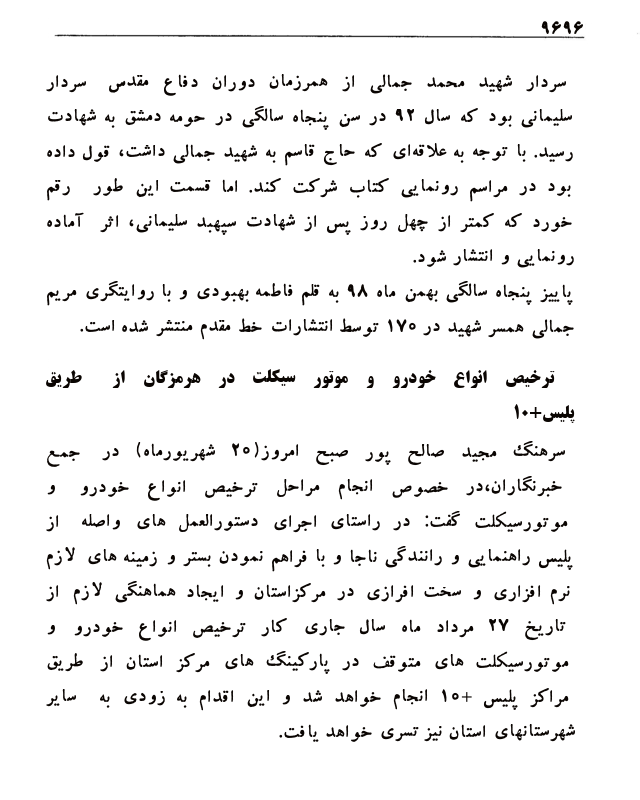 ۹۶۹۶
سردار شهید محمد جمالی از همرزمان دوران دفاع مقدس سردار
سلیمانی بود که سال ۹۲ در سن پنجاه سالگی در حومه دمشق به شهادت
رسید. با توجه به علاقه‌ای که حاج قاسم به شهید جمالی داشت، قول داده
بود در مراسم رونمایی کتاب شرکت کند. اما قسمت این طور رقم
خورد که کمتر از چهل روز پس از شهادت سپهبد سلیمانی، اثر آماده
رونمایی و انتشار شود.
پاییز پنجاه سالگی بهمن ماه ۹۸ به قلم فاطمه بهبودی و با روایتگری مریم
جمالی همسر شهید در ۱۷۰ توسط انتشارات خط مقدم منتشر شده است.
ترخیص انواع خودرو و موتور سیکلت در هرمزگان از طریق
پلیس+۱۰
سرهنگ مجید صالح پور صبح امروز(۲۵ شهریورماه) در جمع
خبرنگاران،در خصوص انجام مراحل ترخیص انواع خودرو و
موتورسیکلت گفت: در راستای اجرای دستورالعمل های واصله از
پلیس راهنمایی و رانندگی ناجا و با فراهم نمودن بستر و زمینه های لازم
نرم افزاری و سخت افرازی در مرکزاستان و ایجاد هماهنگی لازم از
تاریخ ۲۷ مرداد ماه سال جاری کار ترخیص انواع خودرو و
موتورسیکلت های متوقف در پارکینگ های مرکز استان از طریق
مراکز پلیس +۱۰ انجام خواهد شد و این اقدام به زودی به سایر
شهرستانهای استان نیز تسری خواهد یافت.